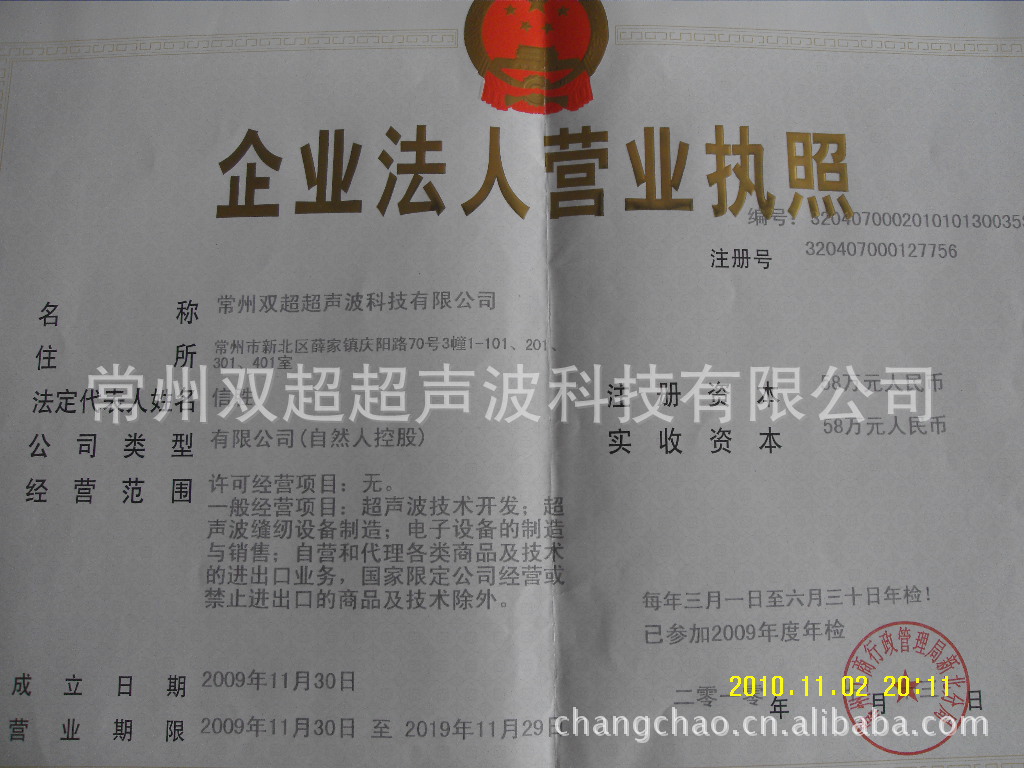 企业法人营业执照
编号：320407000201010130035
注册号 320407000127756
名称 常州双超超声波科技有限公司
住所 常州市新北区薛家镇庆阳路70号3幢1-101、201、
301、401室
常州双超超声波科技有限公司
法定代表人姓名
注册资本 58万元人民币
实收资本 58万元人民币
公司类型 有限公司(自然人控股)
经营范围 许可经营项目：无。
一般经营项目：超声波技术开发；超
声波缝纫设备制造；电子设备的制造
与销售；自营和代理各类商品及技术
的进出口业务，国家限定公司经营或
禁止进出口的商品及技术除外。
每年三月一日至六月三十日年检!
已参加2009年度年检
成立日期 2009年11月30日
二零一零年 月 日
2010.11.02 20:11
营业期限 2009年11月30日 至 2019年11月29日
changchao.cn.alibaba.com